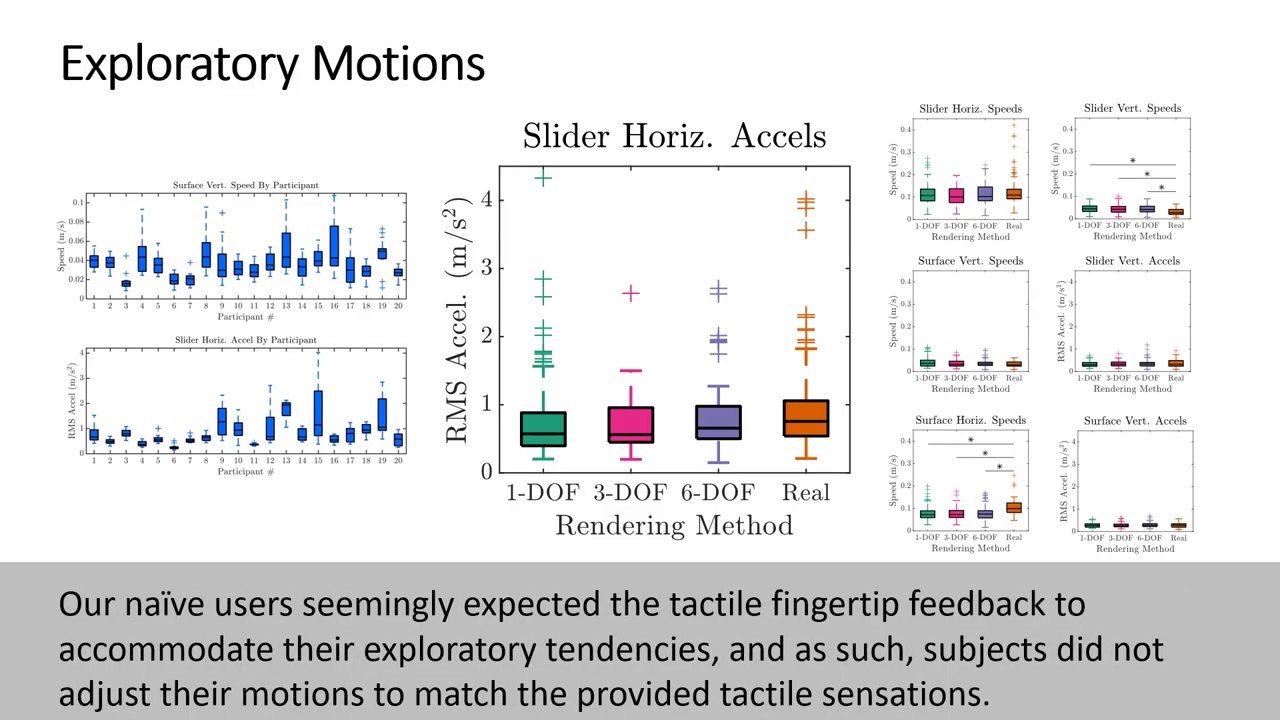 Exploratory Motions
Surface Vert. Speed By Participant
Speed (m/s)
0.1
0.08
0.06
0.04
0.02
0
1 2 3 4 5 6 7 8 9 10 11 12 13 14 15 16 17 18 19 20
Participant #
Slider Horiz. Accel By Participant
RMS Accel (m/s²)
4
3
2
1
0
1 2 3 4 5 6 7 8 9 10 11 12 13 14 15 16 17 18 19 20
Participant #
Slider Horiz. Accels
RMS Accel. (m/s²)
4
3
2
1
0
1-DOF 3-DOF 6-DOF Real
Rendering Method
Slider Horiz. Speeds
Speed (m/s)
0.4
0.3
0.2
0.1
0
1-DOF 3-DOF 6-DOF Real
Rendering Method
Slider Vert. Speeds
Speed (m/s)
0.4
0.3
0.2
0.1
0
* 
*
*
1-DOF 3-DOF 6-DOF Real
Rendering Method
Surface Vert. Speeds
Speed (m/s)
0.4
0.3
0.2
0.1
0
1-DOF 3-DOF 6-DOF Real
Rendering Method
Slider Vert. Accels
RMS Accel. (m/s²)
4
3
2
1
0
1-DOF 3-DOF 6-DOF Real
Rendering Method
Surface Horiz. Speeds
Speed (m/s)
0.4
0.3
0.2
0.1
0
*
*
*
1-DOF 3-DOF 6-DOF Real
Rendering Method
Surface Vert. Accels
RMS Accel. (m/s²)
4
3
2
1
0
1-DOF 3-DOF 6-DOF Real
Rendering Method
Our naïve users seemingly expected the tactile fingertip feedback to
accommodate their exploratory tendencies, and as such, subjects did not
adjust their motions to match the provided tactile sensations.